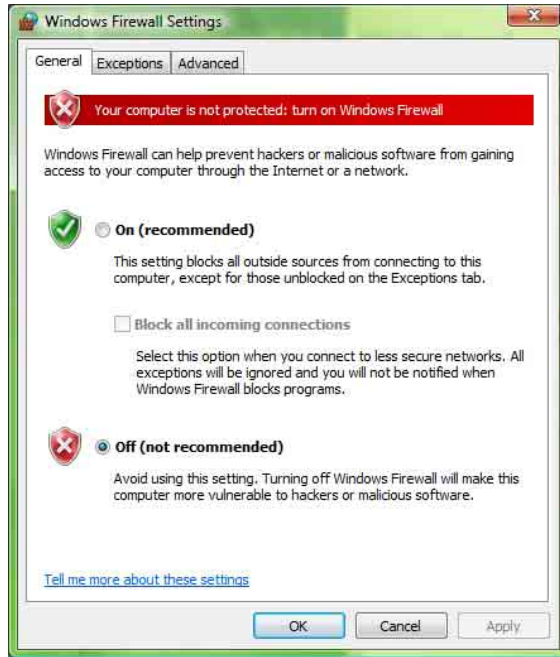 Windows Firewall Settings
General Exceptions Advanced
Your computer is not protected: turn on Windows Firewall
Windows Firewall can help prevent hackers or malicious software from gaining
access to your computer through the Internet or a network.
On (recommended)
This setting blocks all outside sources from connecting to this
computer, except for those unblocked on the Exceptions tab.
Block all incoming connections
Select this option when you connect to less secure networks. All
exceptions will be ignored and you will not be notified when
Windows Firewall blocks programs.
Off (not recommended)
Avoid using this setting. Turning off Windows Firewall will make this
computer more vulnerable to hackers or malicious software.
Tell me more about these settings
OK Cancel Apply